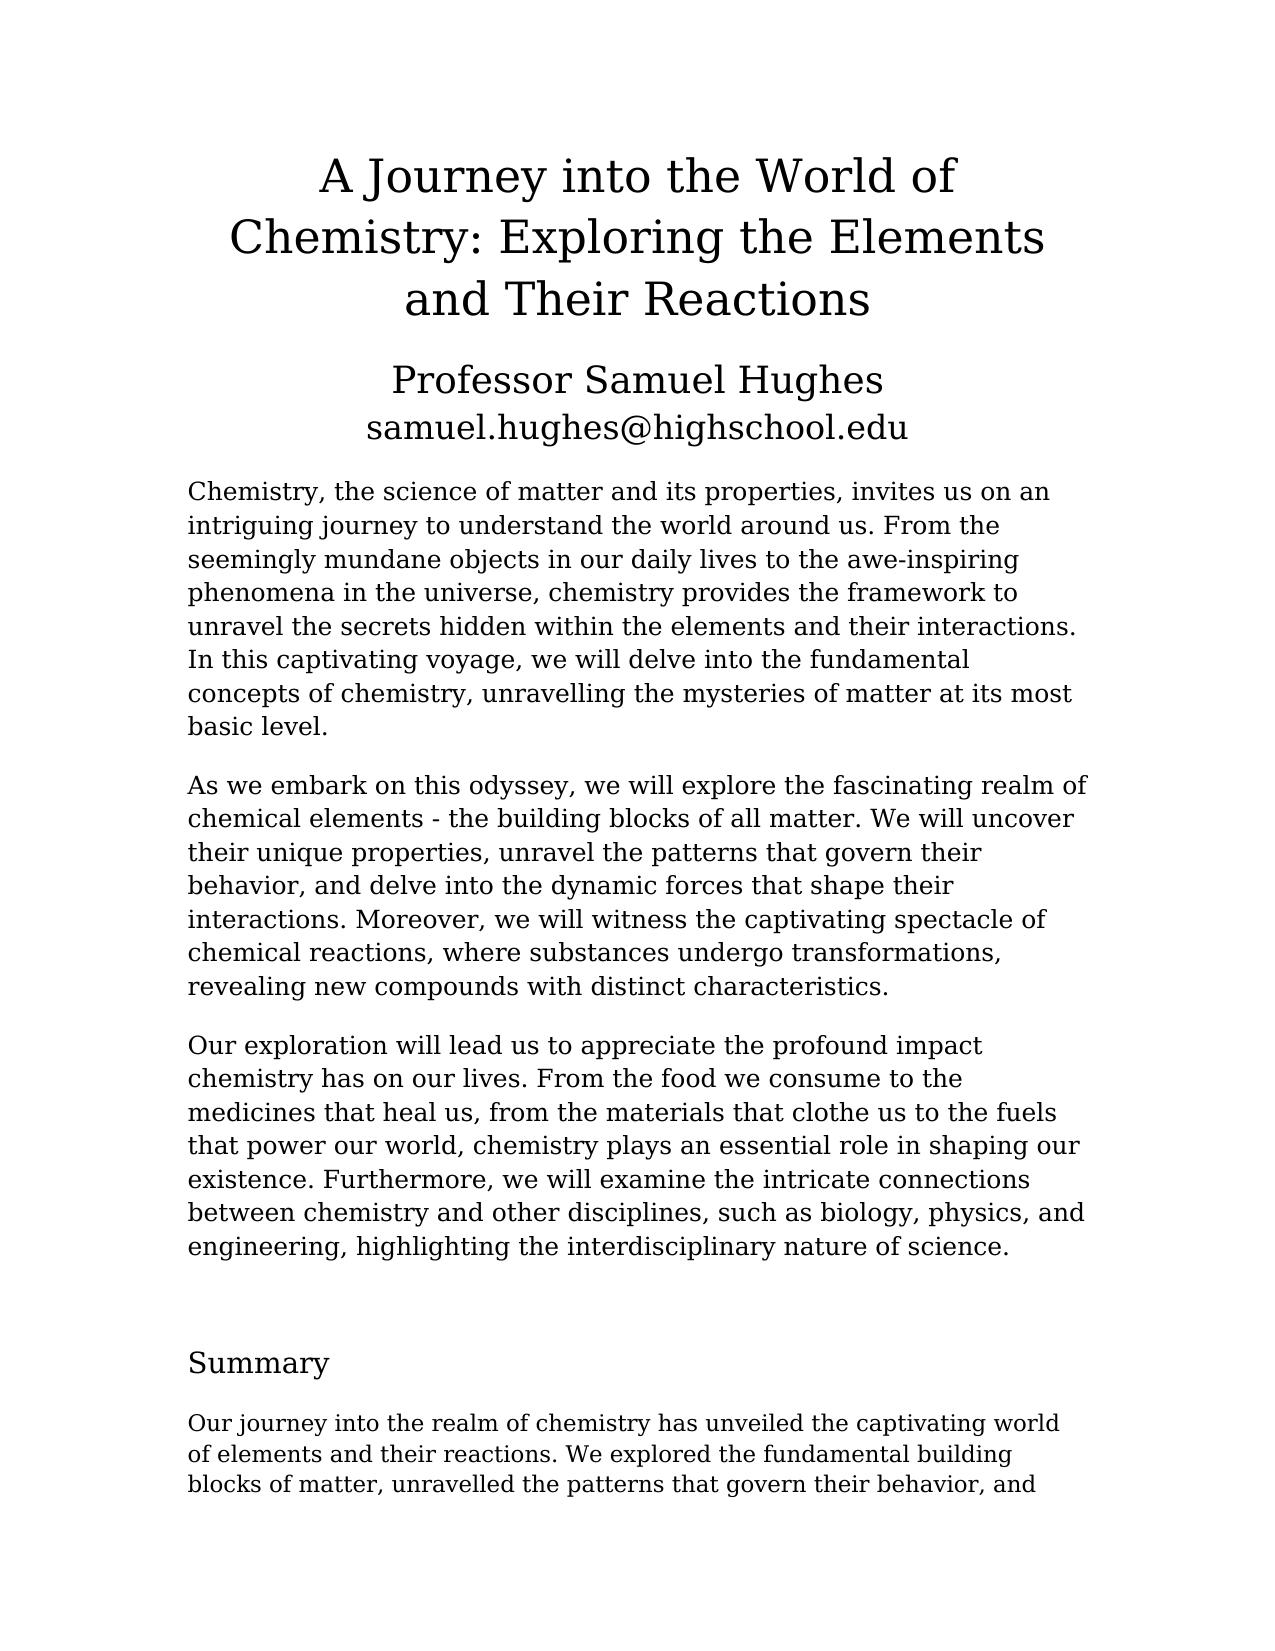 A Journey into the World of
Chemistry: Exploring the Elements
and Their Reactions
Professor Samuel Hughes
samuel.hughes@highschool.edu
Chemistry, the science of matter and its properties, invites us on an
intriguing journey to understand the world around us. From the
seemingly mundane objects in our daily lives to the awe-inspiring
phenomena in the universe, chemistry provides the framework to
unravel the secrets hidden within the elements and their interactions.
In this captivating voyage, we will delve into the fundamental
concepts of chemistry, unravelling the mysteries of matter at its most
basic level.
As we embark on this odyssey, we will explore the fascinating realm of
chemical elements - the building blocks of all matter. We will uncover
their unique properties, unravel the patterns that govern their
behavior, and delve into the dynamic forces that shape their
interactions. Moreover, we will witness the captivating spectacle of
chemical reactions, where substances undergo transformations,
revealing new compounds with distinct characteristics.
Our exploration will lead us to appreciate the profound impact
chemistry has on our lives. From the food we consume to the
medicines that heal us, from the materials that clothe us to the fuels
that power our world, chemistry plays an essential role in shaping our
existence. Furthermore, we will examine the intricate connections
between chemistry and other disciplines, such as biology, physics, and
engineering, highlighting the interdisciplinary nature of science.
Summary
Our journey into the realm of chemistry has unveiled the captivating world
of elements and their reactions. We explored the fundamental building
blocks of matter, unravelled the patterns that govern their behavior, and